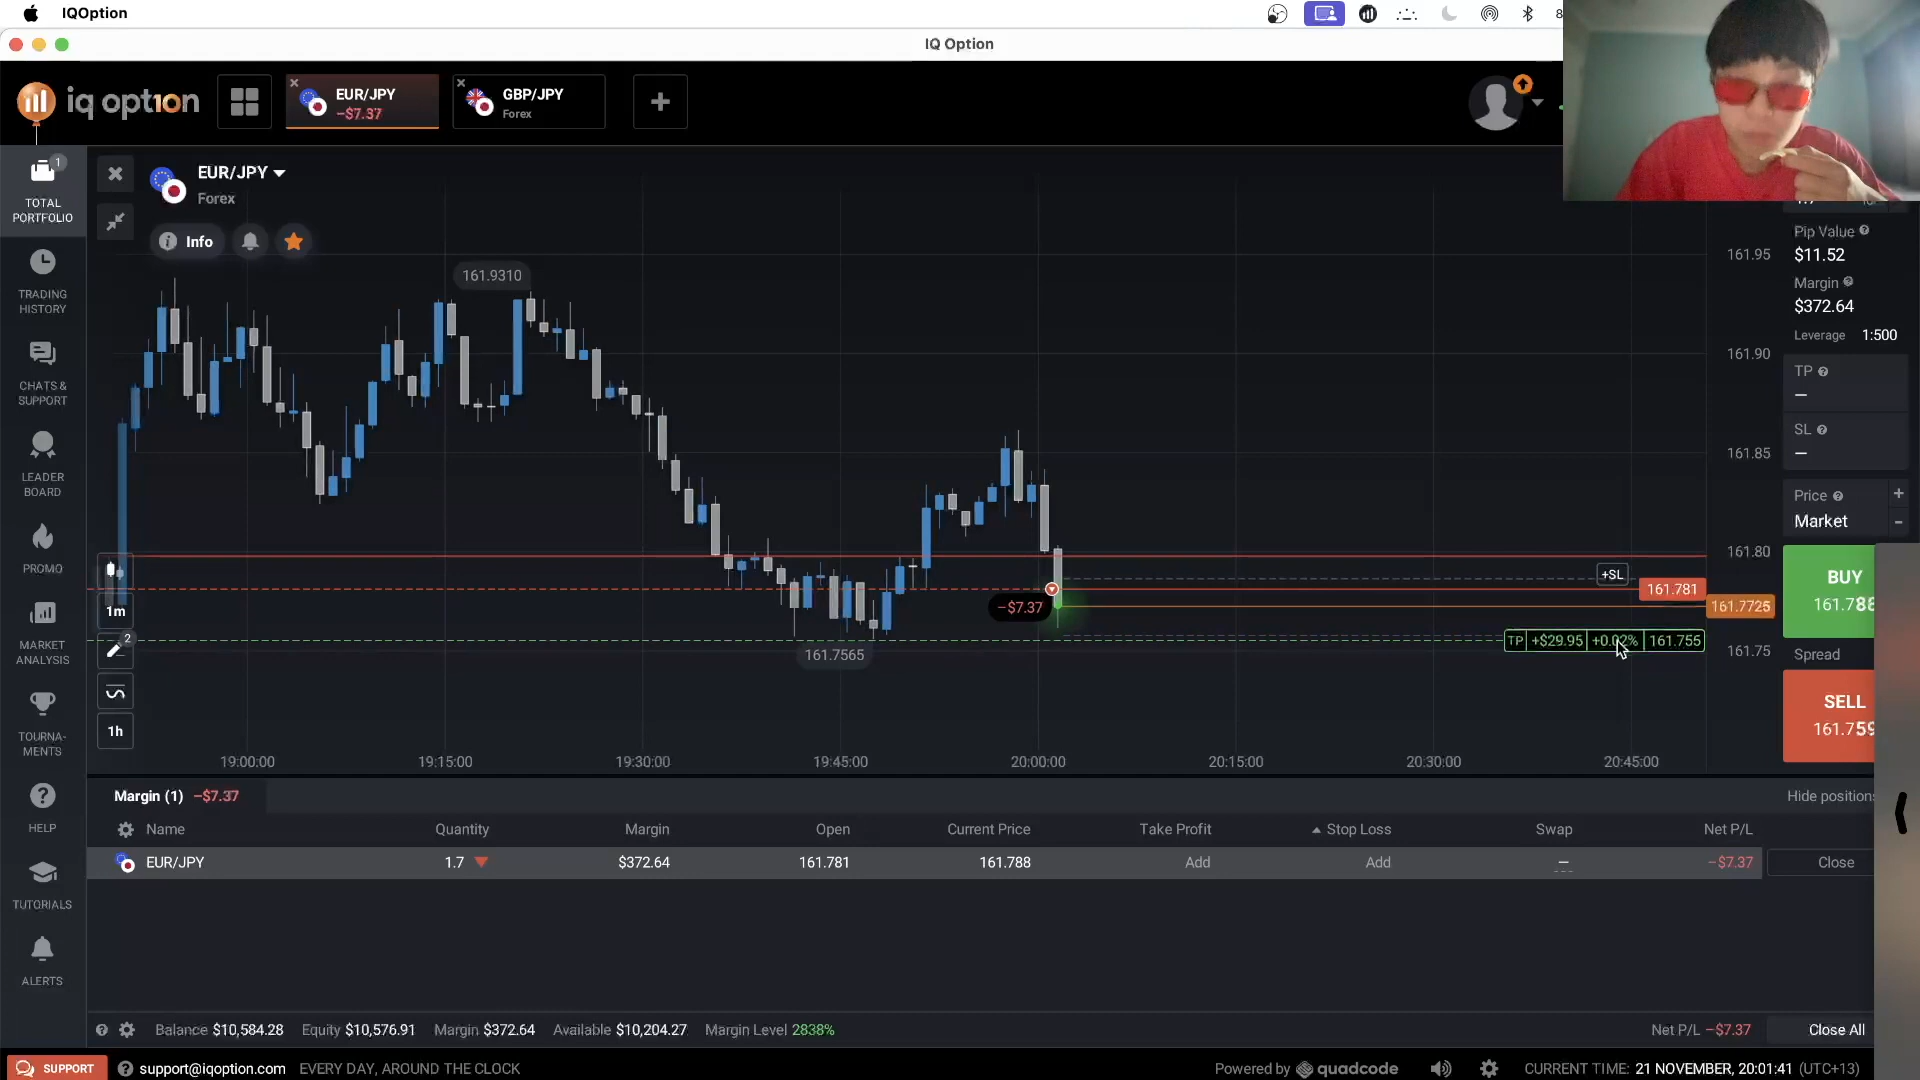 IQOption
IQ Option
iq option
EUR/JPY
−$7.37
GBP/JPY
Forex
1
TOTAL
PORTFOLIO
TRADING
HISTORY
CHATS &
SUPPORT
LEADER
BOARD
PROMO
MARKET
ANALYSIS
TOURNA-
MENTS
HELP
TUTORIALS
ALERTS
EUR/JPY
Forex
Info
161.9310
161.7565
−$7.37
+SL
161.781
161.7725
TP +$29.95 +0.02% 161.755
161.95
161.90
161.85
161.80
161.75
1m
2
1h
19:00:00 19:15:00 19:30:00 19:45:00 20:00:00 20:15:00 20:30:00 20:45:00
Pip Value
$11.52
Margin
$372.64
Leverage 1:500
TP
–
SL
–
Price +
Market −
BUY
161.788
Spread
SELL
161.759
Margin (1) −$7.37 Hide positions
Name Quantity Margin Open Current Price Take Profit Stop Loss Swap Net P/L
EUR/JPY 1.7 $372.64 161.781 161.788 Add Add – −$7.37 Close
Balance $10,584.28 Equity $10,576.91 Margin $372.64 Available $10,204.27 Margin Level 2838% Net P/L −$7.37 Close All
SUPPORT support@iqoption.com EVERY DAY, AROUND THE CLOCK Powered by quadcode CURRENT TIME: 21 NOVEMBER, 20:01:41 (UTC+13)